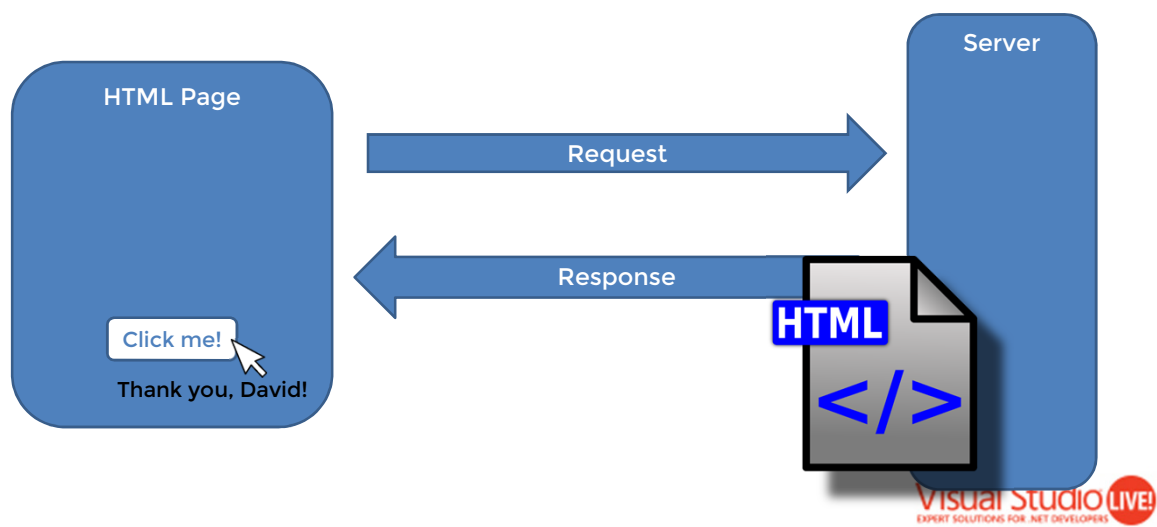 Server
HTML Page
Request
Response
HTML
</>
Click me!
Thank you, David!
Visual Studio LIVE!
EXPERT SOLUTIONS FOR .NET DEVELOPERS